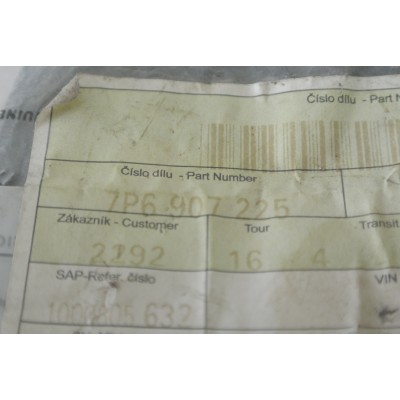 Číslo dílu - Part N
Číslo dílu - Part Number
7P6 907 225
Zákazník - Customer Tour Transit
2192 16 4
SAP-Refer. číslo VIN
632